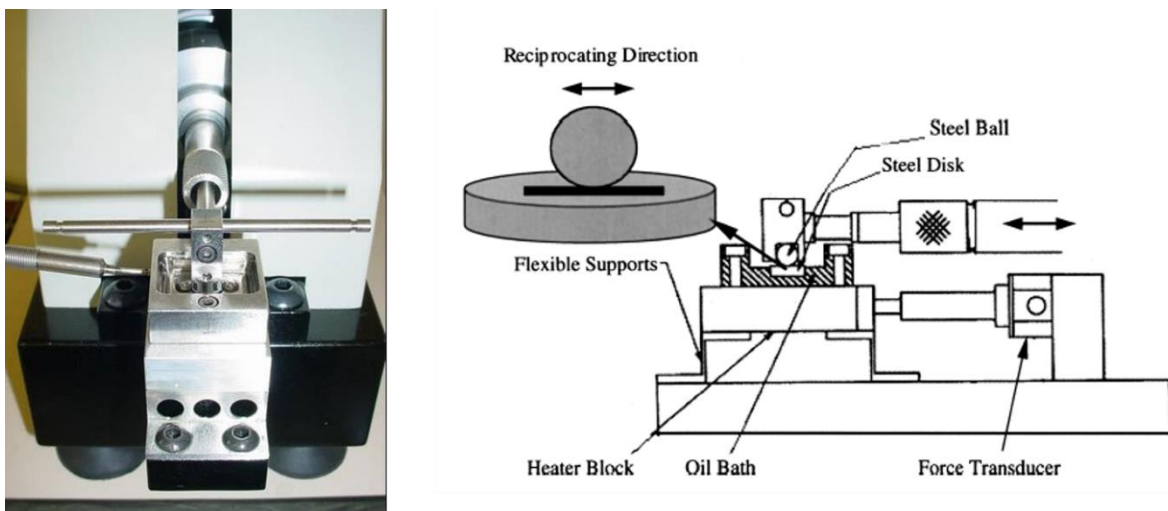 Reciprocating Direction
Steel Ball
Steel Disk
Flexible Supports
Heater Block
Oil Bath
Force Transducer